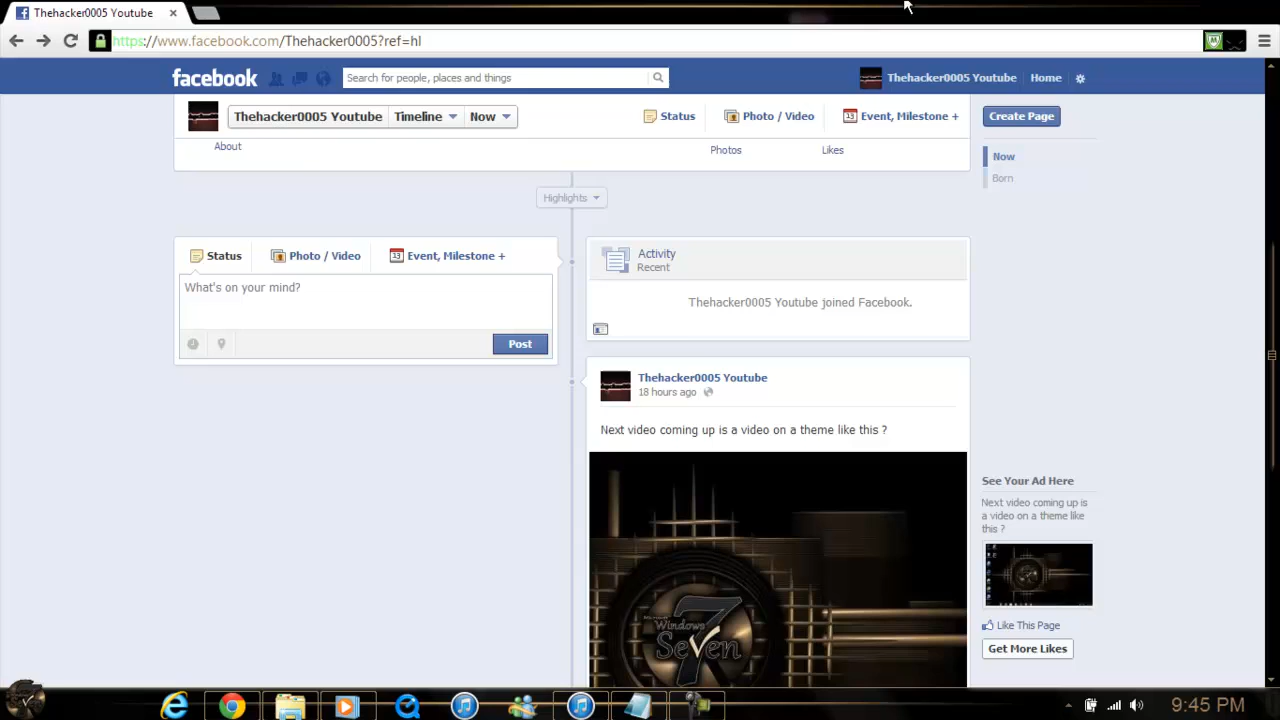 Thehacker0005 Youtube
https://www.facebook.com/Thehacker0005?ref=hl
facebook
Search for people, places and things
Thehacker0005 Youtube Home
Thehacker0005 Youtube Timeline Now
Status Photo / Video Event, Milestone +
Create Page
About Photos Likes
Now
Born
Highlights
Status Photo / Video Event, Milestone +
What's on your mind?
Post
Activity
Recent
Thehacker0005 Youtube joined Facebook.
Thehacker0005 Youtube
18 hours ago
Next video coming up is a video on a theme like this ?
Windows
7
Seven
See Your Ad Here
Next video coming up is
a video on a theme like
this ?
Like This Page
Get More Likes
9:45 PM